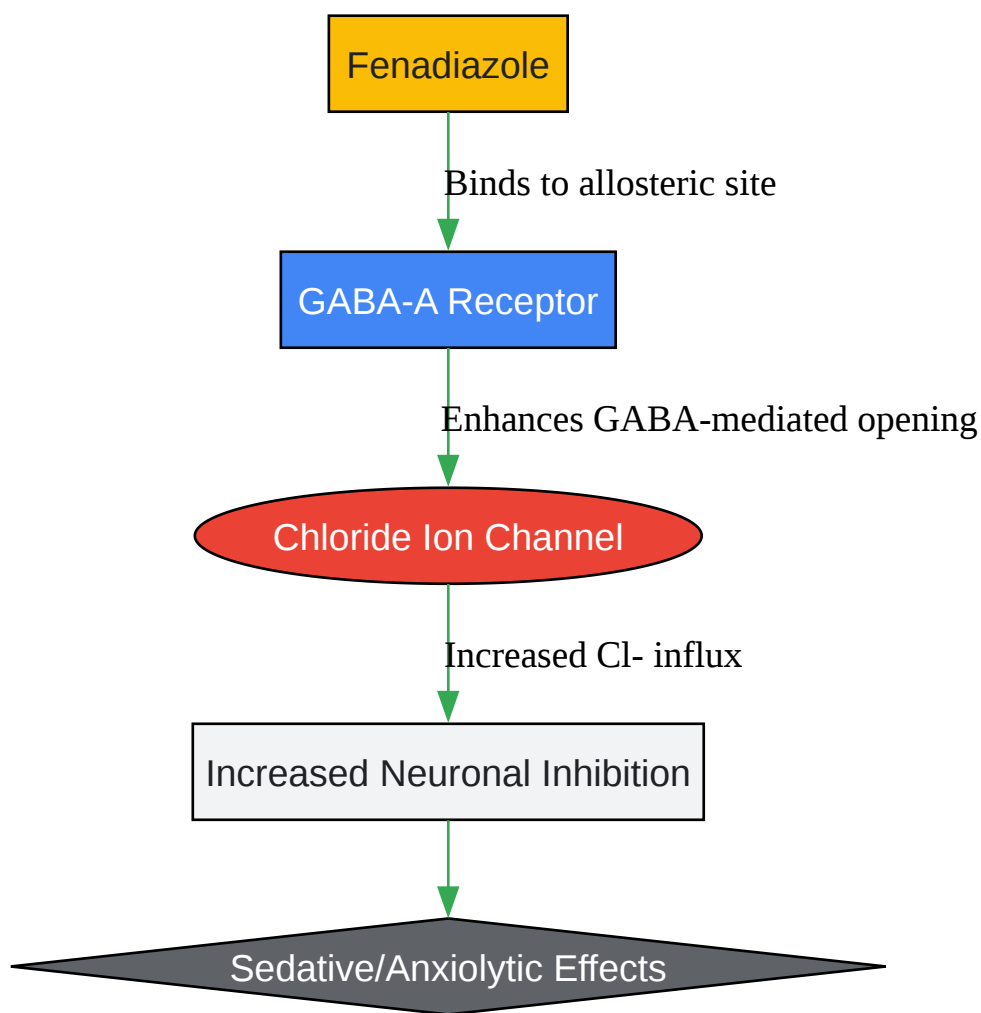 Fenadiazole
Binds to allosteric site
GABA-A Receptor
Enhances GABA-mediated opening
Chloride Ion Channel
Increased Cl- influx
Increased Neuronal Inhibition
Sedative/Anxiolytic Effects